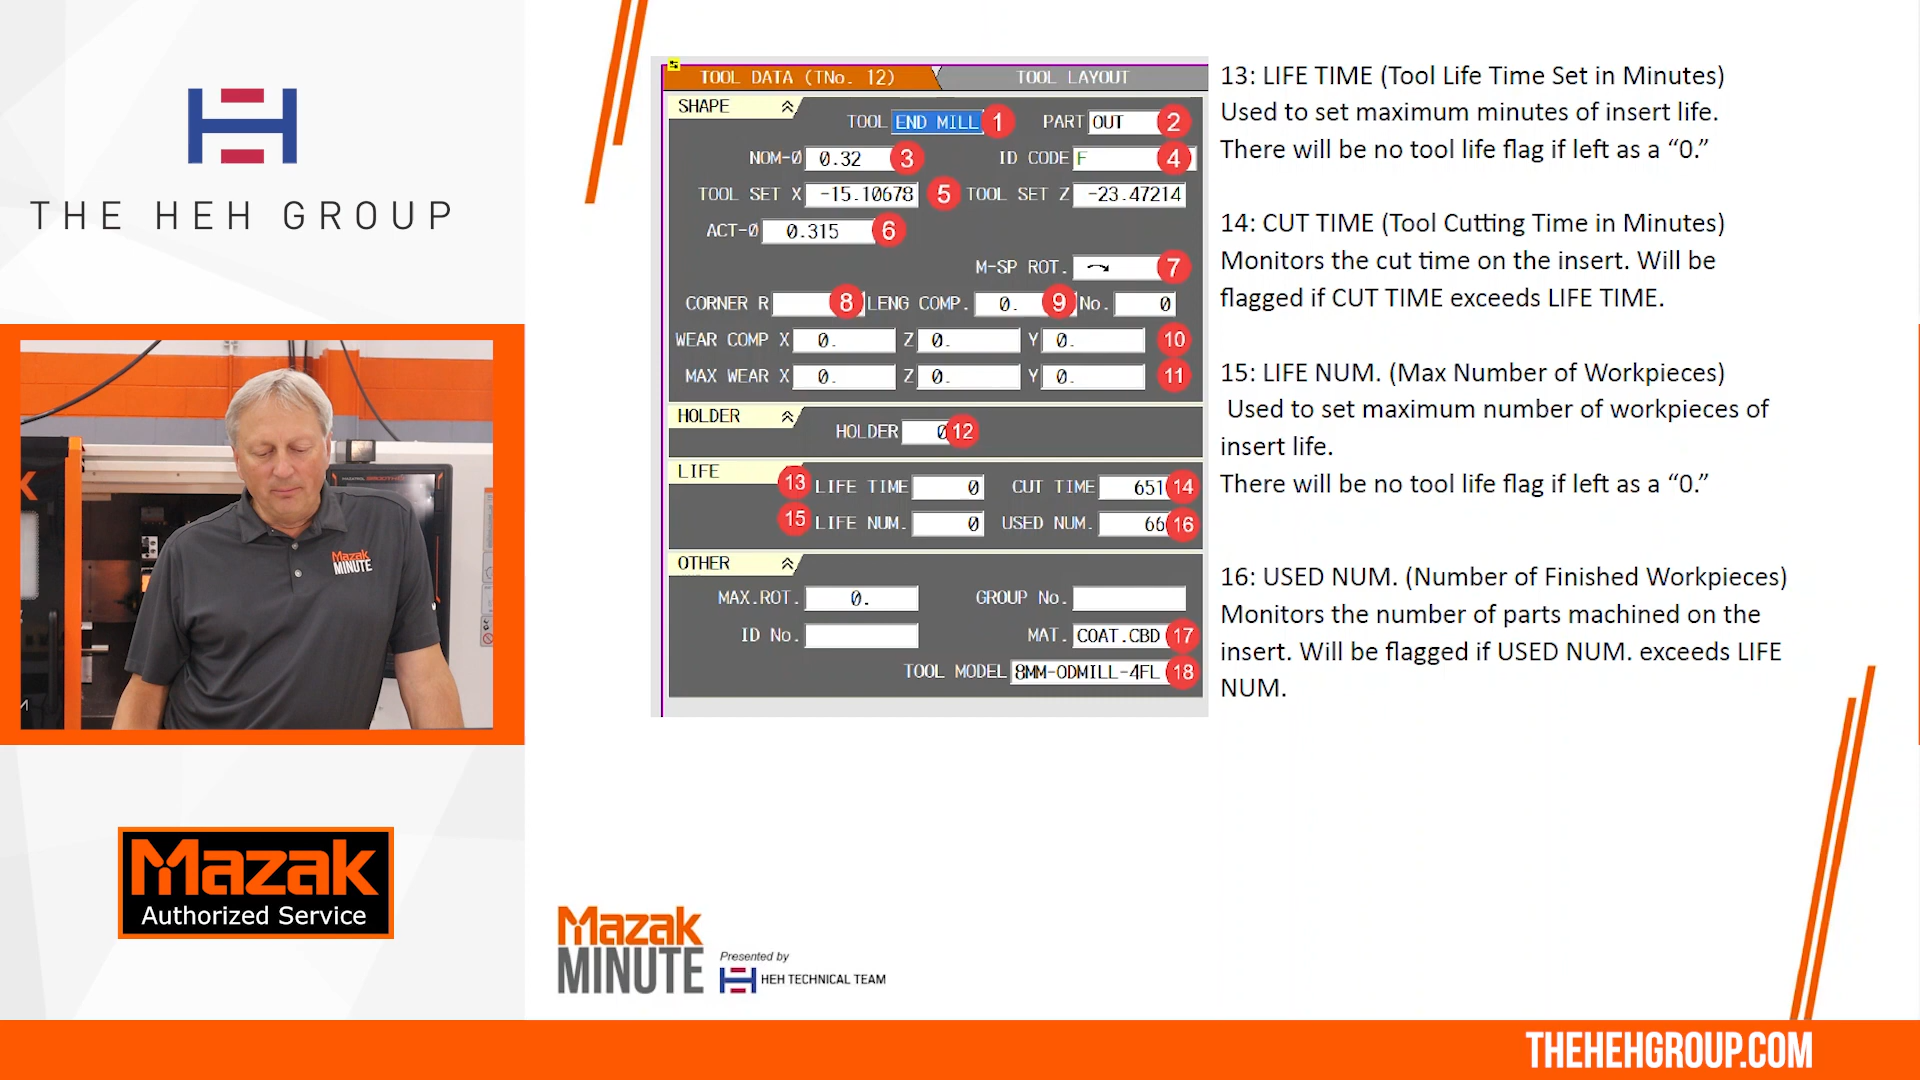 THE HEH GROUP
Mazak
MINUTE
Mazak
Authorized Service
TOOL DATA (TNo. 12) TOOL LAYOUT
SHAPE
TOOL END MILL 1 PART OUT 2
NOM-Ø 0.32 3 ID CODE F 4
TOOL SET X -15.10678 5 TOOL SET Z -23.47214
ACT-Ø 0.315 6
M-SP ROT. 7
CORNER R 8 LENG COMP. 0. 9 No. 0
WEAR COMP X 0. Z 0. Y 0. 10
MAX WEAR X 0. Z 0. Y 0. 11
HOLDER
HOLDER 0 12
LIFE
13 LIFE TIME 0 CUT TIME 651 14
15 LIFE NUM. 0 USED NUM. 66 16
OTHER
MAX.ROT. 0. GROUP No.
ID No. MAT. COAT.CBD 17
TOOL MODEL 8MM-ODMILL-4FL 18
13: LIFE TIME (Tool Life Time Set in Minutes)
Used to set maximum minutes of insert life.
There will be no tool life flag if left as a “0.”
14: CUT TIME (Tool Cutting Time in Minutes)
Monitors the cut time on the insert. Will be
flagged if CUT TIME exceeds LIFE TIME.
15: LIFE NUM. (Max Number of Workpieces)
Used to set maximum number of workpieces of
insert life.
There will be no tool life flag if left as a “0.”
16: USED NUM. (Number of Finished Workpieces)
Monitors the number of parts machined on the
insert. Will be flagged if USED NUM. exceeds LIFE
NUM.
Mazak
MINUTE
Presented by
HEH TECHNICAL TEAM
THEHEHGROUP.COM